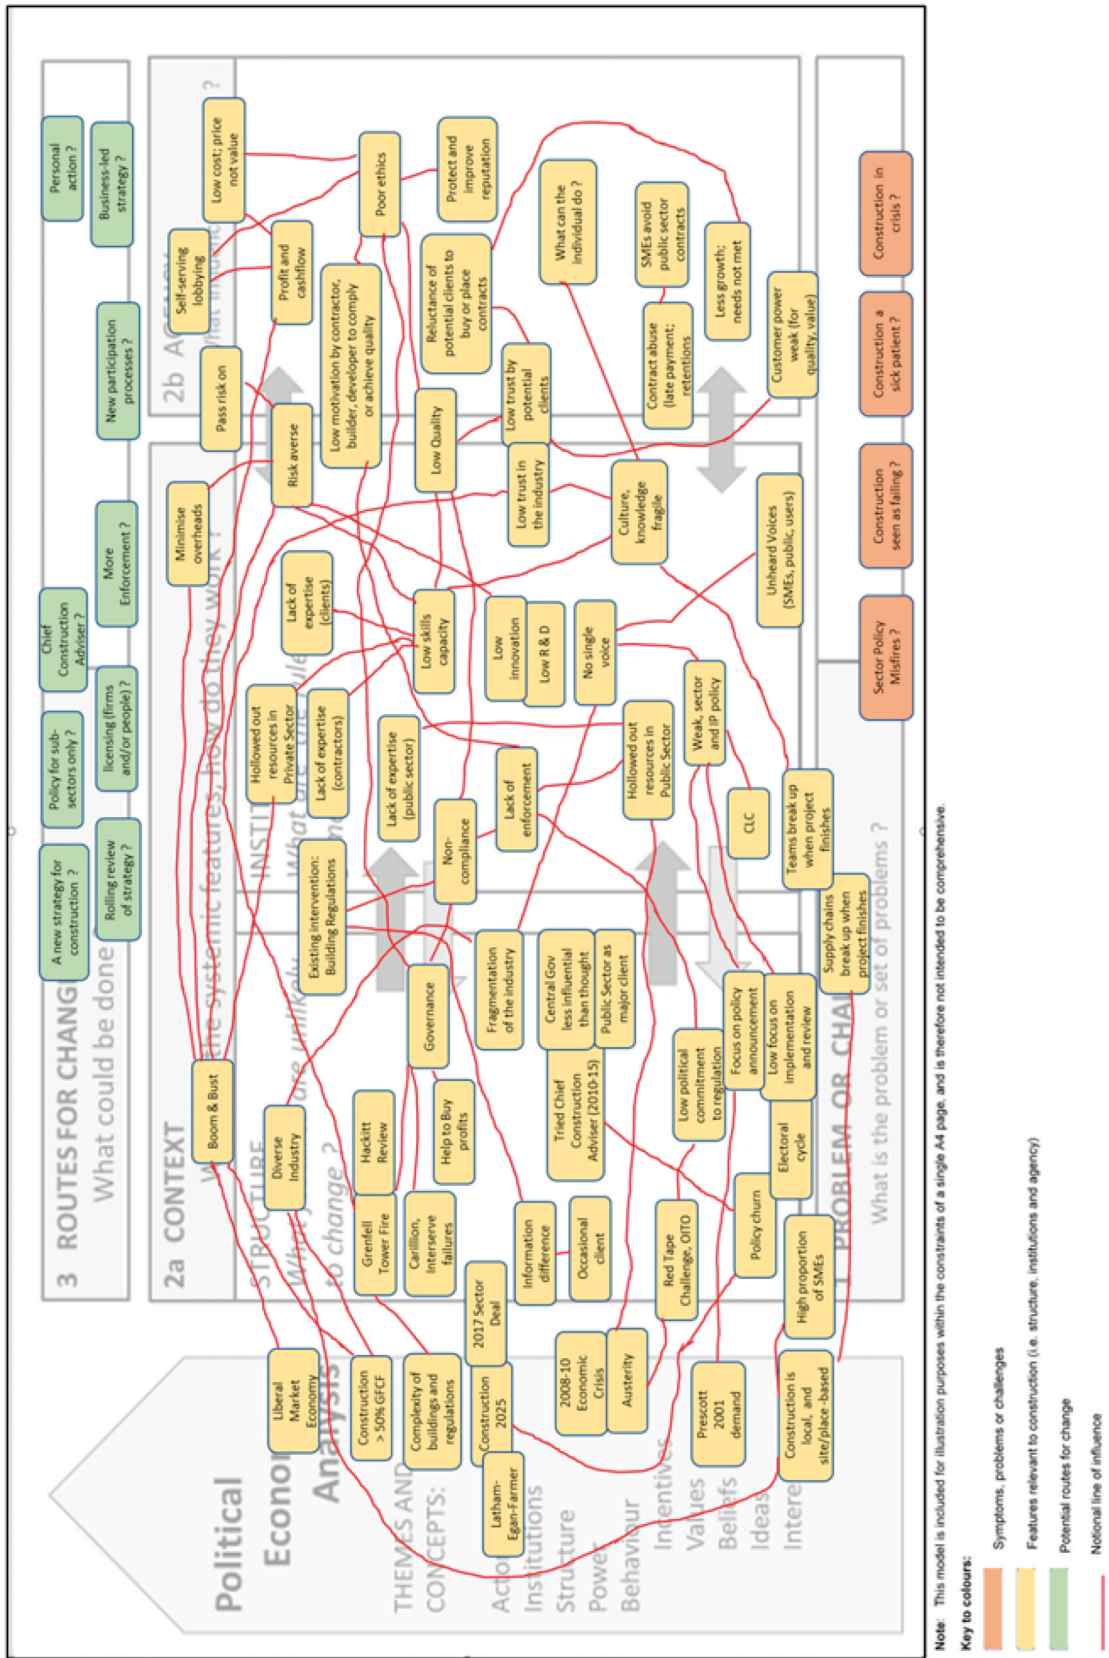 3 ROUTES FOR CHANG
What could be done
A new strategy for
construction ?
Rolling review
of strategy ?
Policy for sub-
sectors only ?
licensing (firms
and/or people) ?
Chief
Construction
Adviser ?
More
Enforcement ?
New participation
processes ?
Personal
action ?
Business-led
strategy ?
2a CONTEXT
the systemic features, how do they work ?
2b
?
STRUCTURE
are unlikely
to change ?
INSTIT
What are the rule
Boom & Bust
Minimise
overheads
Pass risk on
Self-serving
lobbying
Low cost; price
not value
Diverse
Industry
Existing intervention:
Building Regulations
Hollowed out
resources in
Private Sector
Lack of expertise
(contractors)
Lack of
expertise
(clients)
Risk averse
Profit and
cashflow
Poor ethics
Protect and
improve
reputation
Low motivation by contractor,
builder, developer to comply
or achieve quality
Reluctance of
potential clients to
buy or place
contracts
Hackitt
Review
Grenfell
Tower Fire
Carillion,
Interserve
failures
Governance
Help to Buy
profits
Lack of expertise
(public sector)
Non-
compliance
Low skills
capacity
Low Quality
Low trust by
potential
clients
Low trust in
the industry
What can the
individual do ?
SMEs avoid
public sector
contracts
Contract abuse
(late payment;
retentions
Less growth;
needs not met
Customer power
weak (for
quality, value)
Fragmentation
of the industry
Lack of
enforcement
Low
innovation
Low R & D
No single
voice
Culture,
knowledge
fragile
Information
difference
Occasional
client
Tried Chief
Construction
Adviser (2010-15)
Central Gov
less influential
than thought
Public Sector as
major client
Hollowed out
resources in
Public Sector
Weak, sector
and IP policy
Unheard Voices
(SMEs, public, users)
Red Tape
Challenge, OITO
Low political
commitment
to regulation
Focus on policy
announcement
Low focus on
implementation
and review
CLC
Teams break up
when project
finishes
Supply chains
break up when
project finishes
Policy churn
Electoral
cycle
High proportion
of SMEs
PROBLEM OR CHAL
What is the problem or set of problems ?
Sector Policy
Misfires ?
Construction
seen as failing ?
Construction a
sick patient ?
Construction in
crisis ?
Political
Econo
Analysis
THEMES AND
CONCEPTS:
Actor
Institutions
Structure
Power
Behaviour
Incentives
Values
Beliefs
Ideas
Intere
Liberal
Market
Economy
Construction
> 50% GFCF
Complexity of
buildings and
regulations
2017 Sector
Deal
Construction
2025
Latham-
Egan-Farmer
2008-10
Economic
Crisis
Austerity
Prescott
2001
demand
Construction is
local, and
site/place -based
Note: This model is included for illustration purposes within the constraints of a single A4 page, and is therefore not intended to be comprehensive.
Key to colours:
Symptoms, problems or challenges
Features relevant to construction (i.e. structure, institutions and agency)
Potential routes for change
Notional line of influence